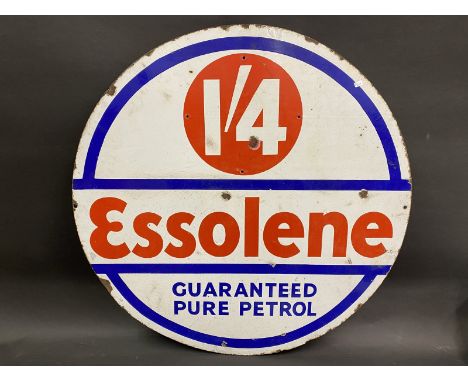 1/4
Essolene
GUARANTEED
PURE PETROL